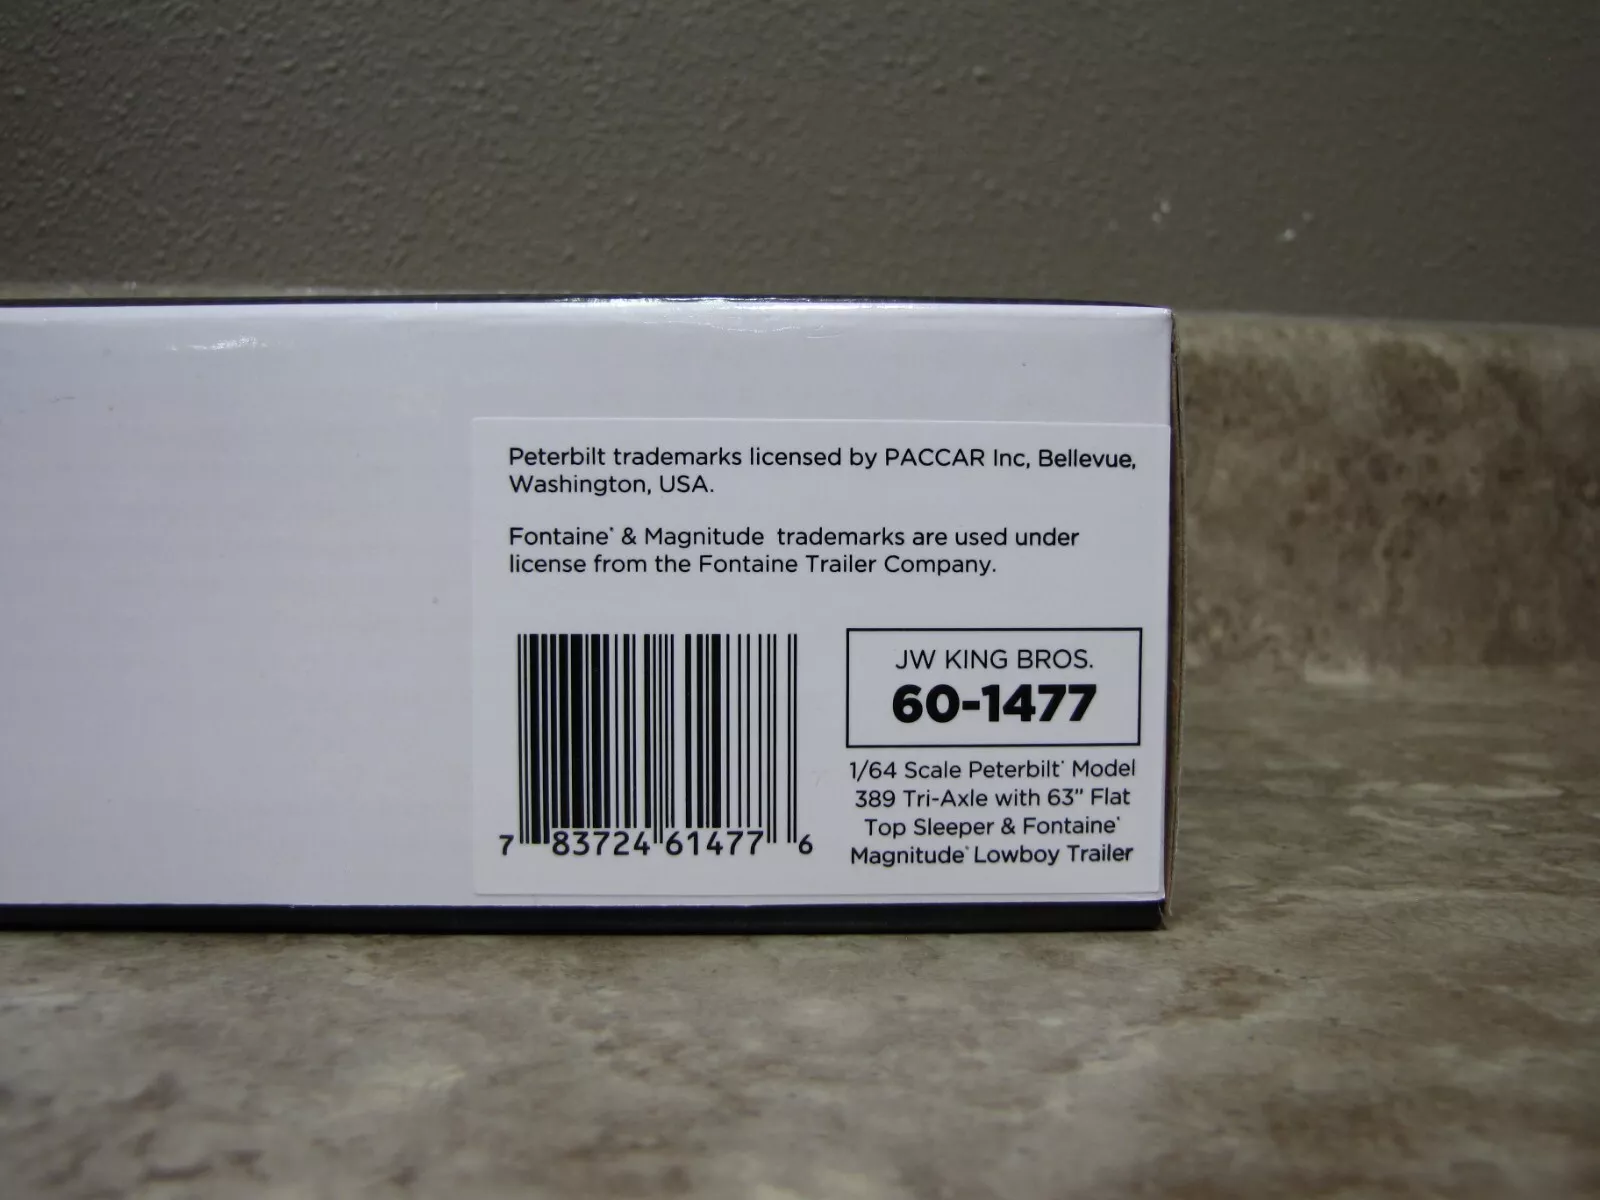 Peterbilt trademarks licensed by PACCAR Inc, Bellevue,
Washington, USA.
Fontaine® & Magnitude trademarks are used under
license from the Fontaine Trailer Company.
7 83724 61477 6
JW KING BROS.
60-1477
1/64 Scale Peterbilt® Model
389 Tri-Axle with 63" Flat
Top Sleeper & Fontaine®
Magnitude® Lowboy Trailer